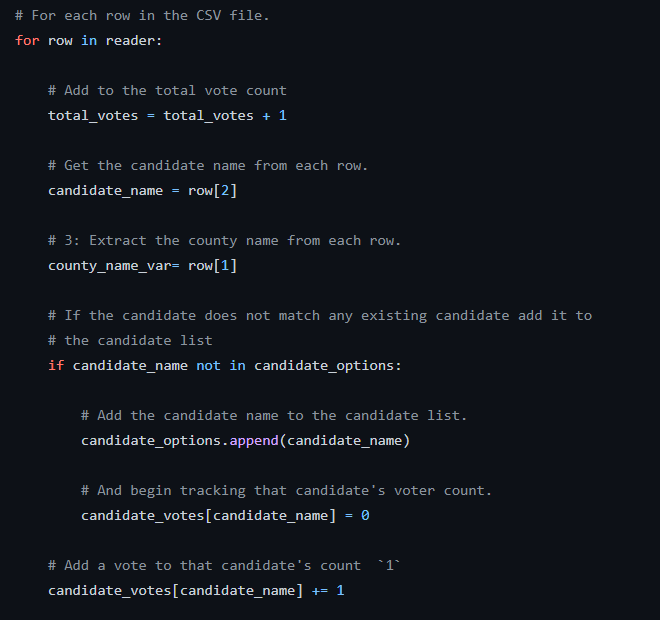 # For each row in the CSV file.
for row in reader:
# Add to the total vote count
total_votes = total_votes + 1
# Get the candidate name from each row.
candidate_name = row[2]
# 3: Extract the county name from each row.
county_name_var= row[1]
# If the candidate does not match any existing candidate add it to
# the candidate list
if candidate_name not in candidate_options:
# Add the candidate name to the candidate list.
candidate_options.append(candidate_name)
# And begin tracking that candidate's voter count.
candidate_votes[candidate_name] = 0
# Add a vote to that candidate's count  `1`
candidate_votes[candidate_name] += 1